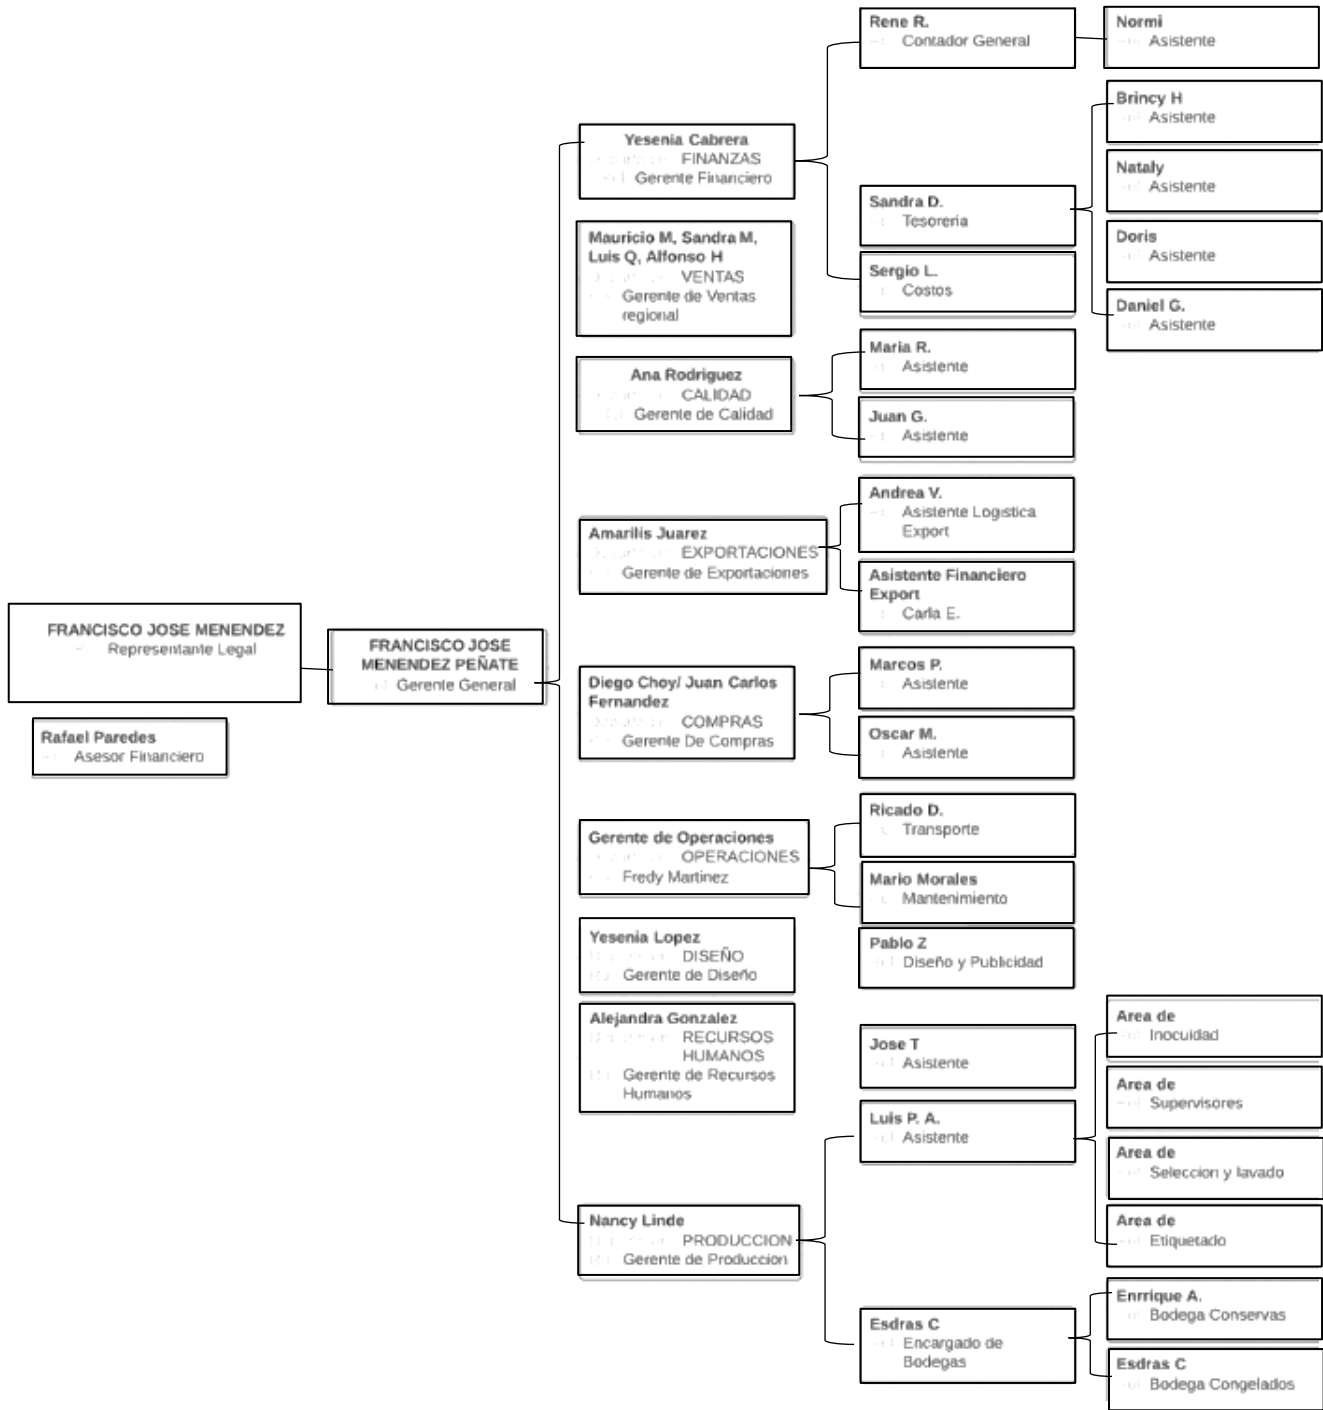 FRANCISCO JOSE MENENDEZ
Representante Legal
Rafael Paredes
Asesor Financiero
FRANCISCO JOSE
MENENDEZ PEÑATE
Gerente General
Yesenia Cabrera
FINANZAS
Gerente Financiero
Mauricio M, Sandra M,
Luis Q, Alfonso H
VENTAS
Gerente de Ventas
regional
Ana Rodriguez
CALIDAD
Gerente de Calidad
Amarilis Juarez
EXPORTACIONES
Gerente de Exportaciones
Diego Choy/ Juan Carlos
Fernandez
COMPRAS
Gerente De Compras
Gerente de Operaciones
OPERACIONES
Fredy Martinez
Yesenia Lopez
DISEÑO
Gerente de Diseño
Alejandra Gonzalez
RECURSOS
HUMANOS
Gerente de Recursos
Humanos
Nancy Linde
PRODUCCION
Gerente de Produccion
Rene R.
Contador General
Sandra D.
Tesoreria
Sergio L.
Costos
Maria R.
Asistente
Juan G.
Asistente
Andrea V.
Asistente Logistica
Export
Asistente Financiero
Export
Carla E.
Marcos P.
Asistente
Oscar M.
Asistente
Ricado D.
Transporte
Mario Morales
Mantenimiento
Pablo Z
Diseño y Publicidad
Jose T
Asistente
Luis P. A.
Asistente
Esdras C
Encargado de
Bodegas
Normi
Asistente
Brincy H
Asistente
Nataly
Asistente
Doris
Asistente
Daniel G.
Asistente
Area de
Inocuidad
Area de
Supervisores
Area de
Seleccion y lavado
Area de
Etiquetado
Enrrique A.
Bodega Conservas
Esdras C
Bodega Congelados